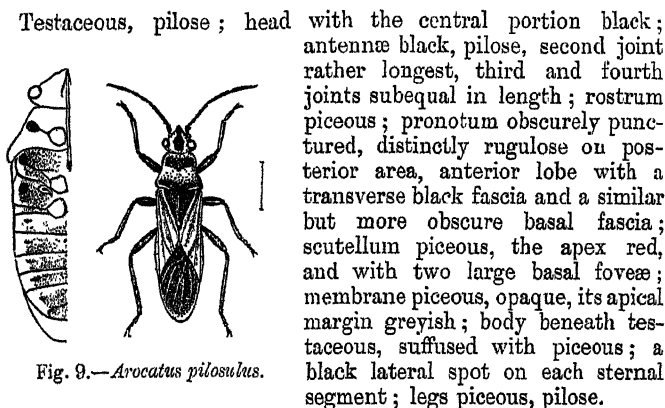 Testaceous, pilose ; head with the central portion black ;
antennæ black, pilose, second joint
rather longest, third and fourth
joints subequal in length ; rostrum
piceous ; pronotum obscurely punc-
tured, distinctly rugulose on pos-
terior area, anterior lobe with a
transverse black fascia and a similar
but more obscure basal fascia ;
scutellum piceous, the apex red,
and with two large basal foveæ ;
membrane piceous, opaque, its apical
margin greyish ; body beneath tes-
taceous, suffused with piceous ; a
black lateral spot on each sternal
segment ; legs piceous, pilose.
Fig. 9.—Arocatus pilosulus.